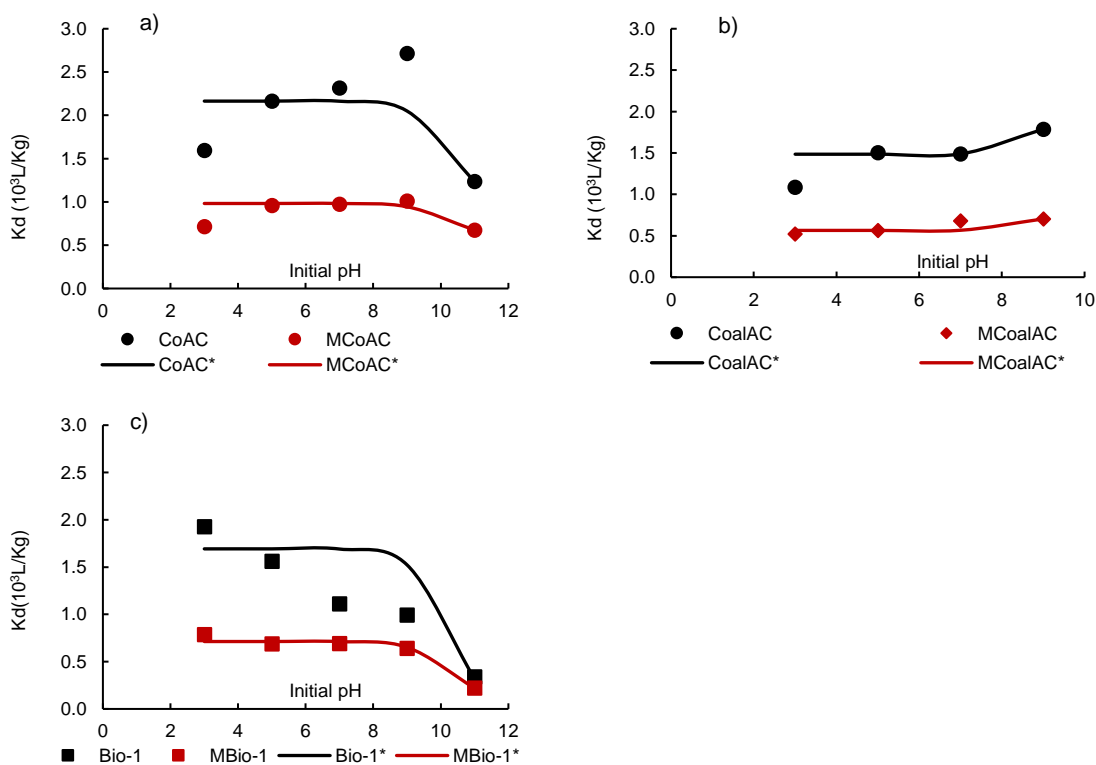 a)
3.0
2.5
2.0
1.5
1.0
0.5
0.0
Kd (10³L/Kg)
Initial pH
0 2 4 6 8 10 12
CoAC MCoAC
CoAC* MCoAC*
b)
3.0
2.5
2.0
1.5
1.0
0.5
0.0
Kd (10³L/Kg)
Initial pH
0 2 4 6 8 10
CoalAC MCoalAC
CoalAC* MCoalAC*
c)
3.0
2.5
2.0
1.5
1.0
0.5
0.0
Kd(10³L/Kg)
Initial pH
0 2 4 6 8 10 12
Bio-1 MBio-1 Bio-1* MBio-1*